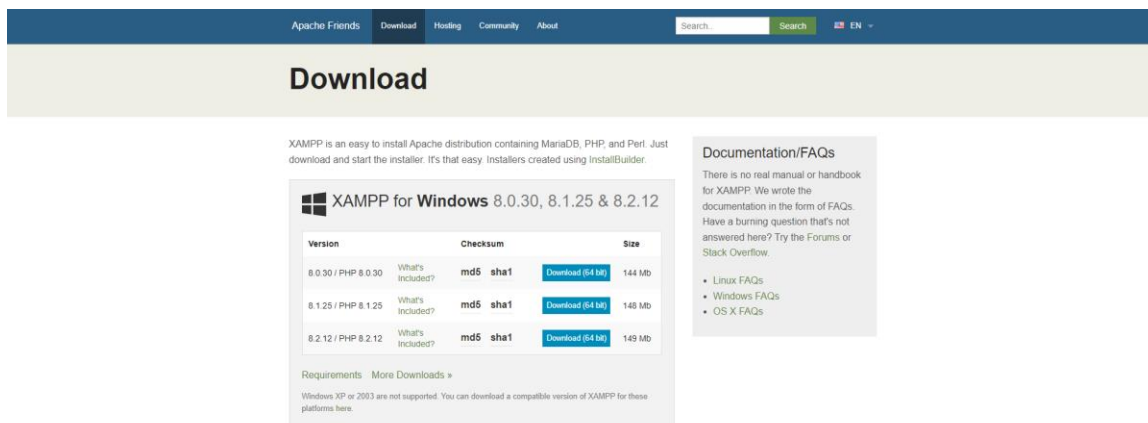 Apache Friends Download Hosting Community About Search... Search EN
Download
XAMPP is an easy to install Apache distribution containing MariaDB, PHP, and Perl. Just
download and start the installer. It's that easy. Installers created using InstallBuilder.
XAMPP for Windows 8.0.30, 8.1.25 & 8.2.12
Version Checksum Size
8.0.30 / PHP 8.0.30 What's Included? md5 sha1 Download (64 bit) 144 Mb
8.1.25 / PHP 8.1.25 What's Included? md5 sha1 Download (64 bit) 148 Mb
8.2.12 / PHP 8.2.12 What's Included? md5 sha1 Download (64 bit) 149 Mb
Requirements More Downloads »
Windows XP or 2003 are not supported. You can download a compatible version of XAMPP for these
platforms here.
Documentation/FAQs
There is no real manual or handbook
for XAMPP. We wrote the
documentation in the form of FAQs.
Have a burning question that's not
answered here? Try the Forums or
Stack Overflow.
• Linux FAQs
• Windows FAQs
• OS X FAQs